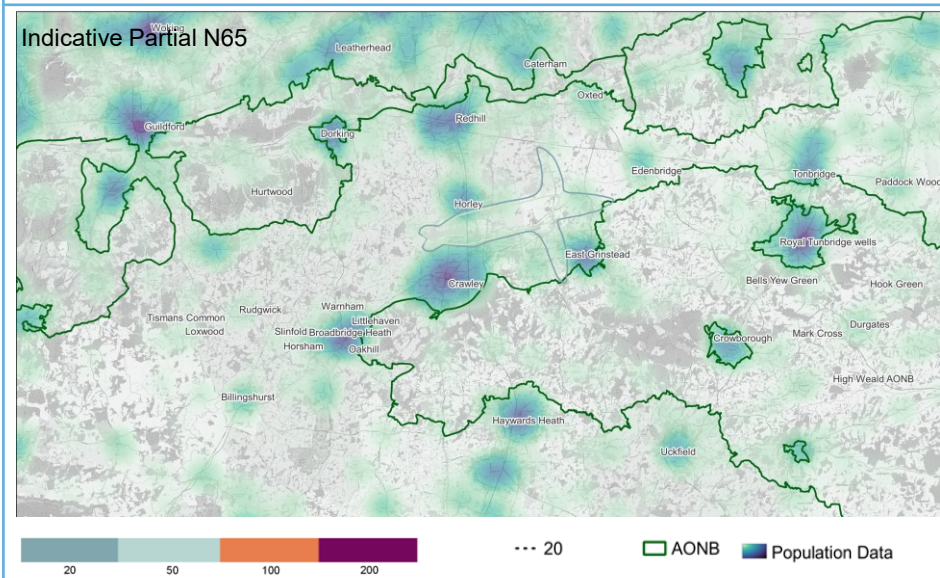 Woking
Indicative Partial N65
Leatherhead
Caterham
Oxted
Guildford
Redhill
Dorking
Edenbridge
Tonbridge
Paddock Wood
Hurtwood
Horley
Royal Tunbridge wells
East Grinstead
Bells Yew Green
Crawley
Hook Green
Warnham
Rudgwick
Tismans Common
Littlehaven
Durgates
Loxwood
Slinfold
Broadbridge Heath
Mark Cross
Crowborough
Horsham
Oakhill
High Weald AONB
Billingshurst
Haywards Heath
Uckfield
20
AONB
Population Data
20
50
100
200